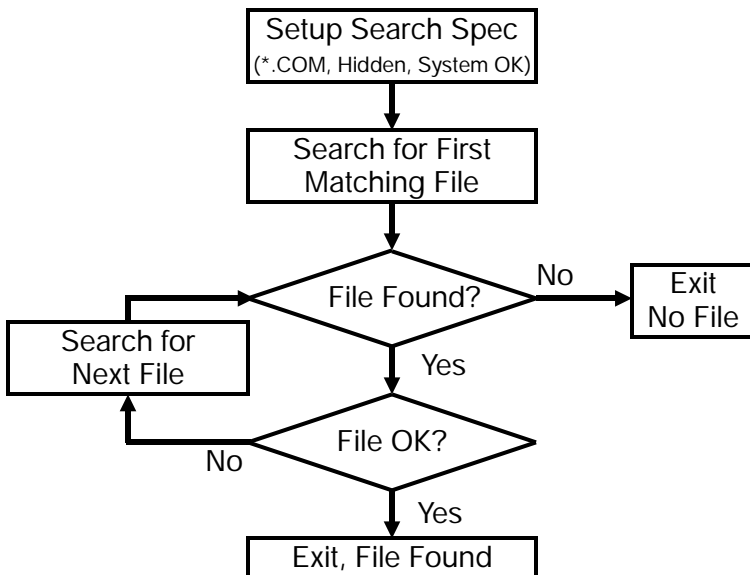 Setup Search Spec
(*.COM, Hidden, System OK)
Search for First
Matching File
File Found?
No
Exit
No File
Search for
Next File
Yes
File OK?
No
Yes
Exit, File Found